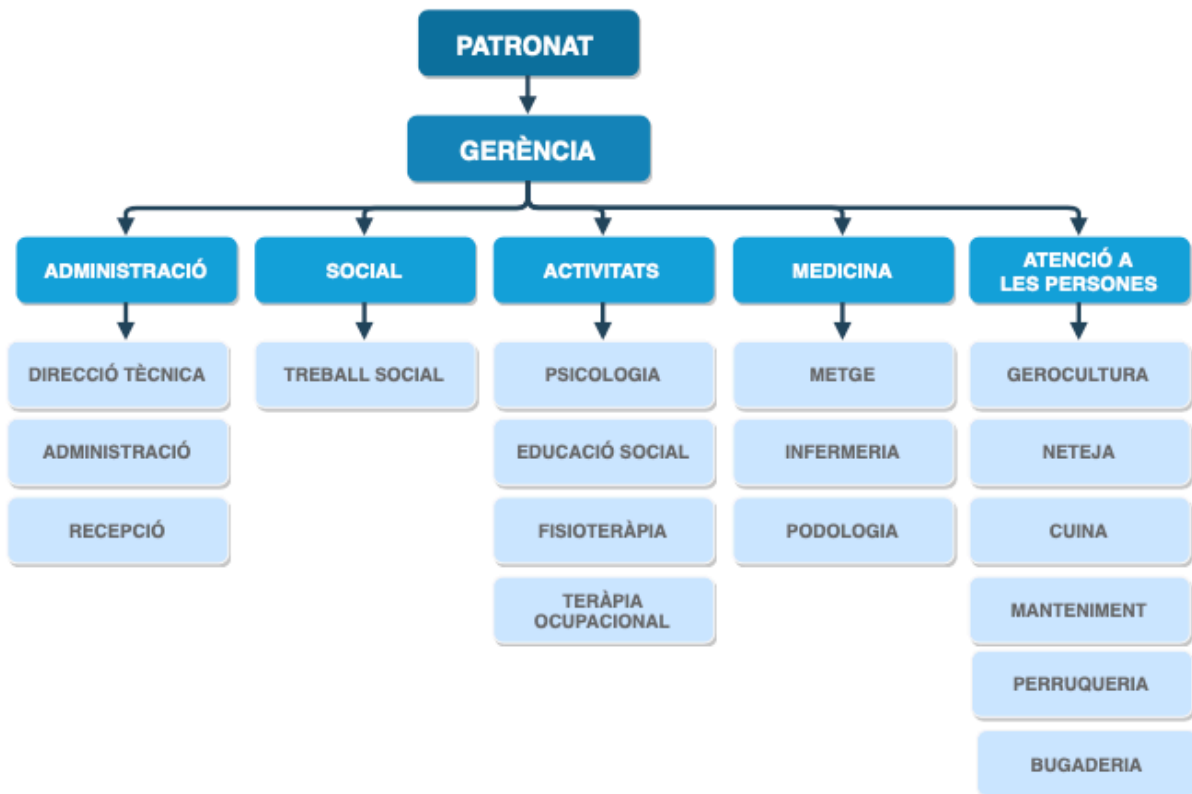 PATRONAT
GERÈNCIA
ADMINISTRACIÓ
SOCIAL
ACTIVITATS
MEDICINA
ATENCIÓ A
LES PERSONES
DIRECCIÓ TÈCNICA
TREBALL SOCIAL
PSICOLOGIA
METGE
GEROCULTURA
ADMINISTRACIÓ
EDUCACIÓ SOCIAL
INFERMERIA
NETEJA
RECEPCIÓ
FISIOTERÀPIA
PODOLOGIA
CUINA
TERÀPIA
OCUPACIONAL
MANTENIMENT
PERRUQUERIA
BUGADERIA